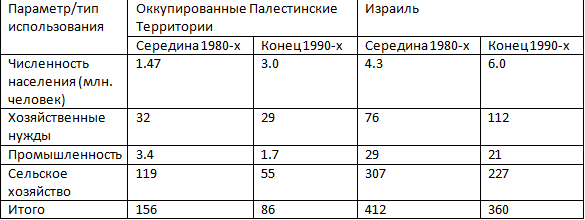 Параметр/тип использования | Оккупированные Палестинские Территории | Израиль
Середина 1980-х | Конец 1990-х | Середина 1980-х | Конец 1990-х
Численность населения (млн. человек) | 1.47 | 3.0 | 4.3 | 6.0
Хозяйственные нужды | 32 | 29 | 76 | 112
Промышленность | 3.4 | 1.7 | 29 | 21
Сельское хозяйство | 119 | 55 | 307 | 227
Итого | 156 | 86 | 412 | 360